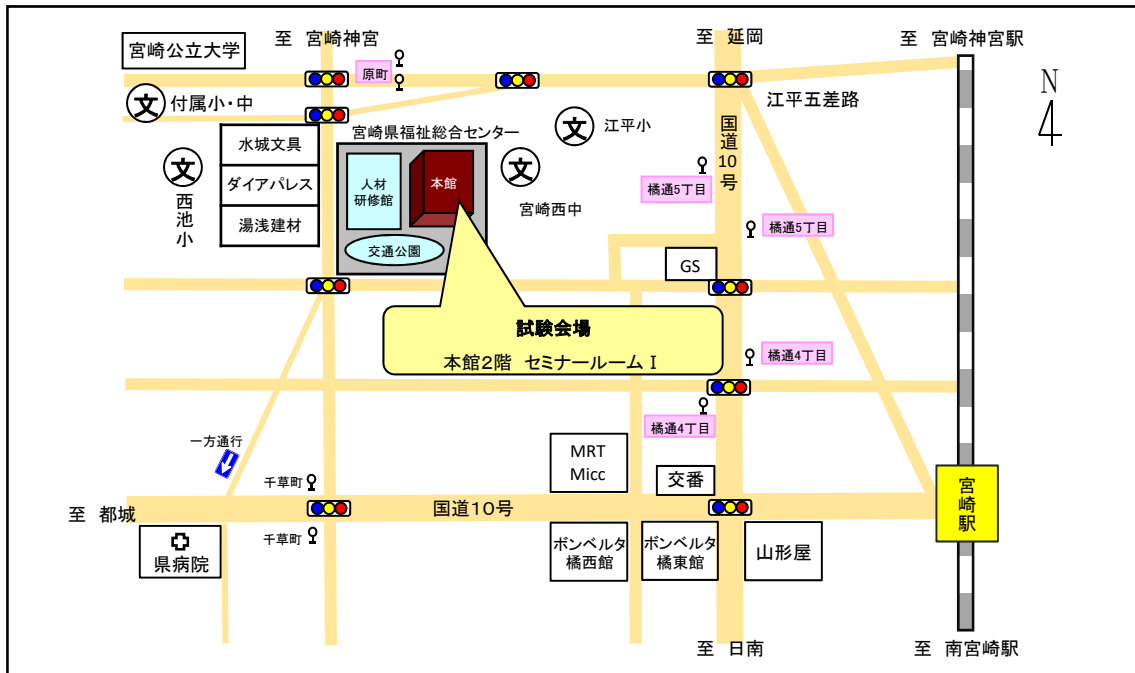 至 宮崎神宮
至 延岡
至 宮崎神宮駅
宮崎公立大学
原町
N
江平五差路
文
付属小・中
水城文具
ダイアパレス
湯浅建材
文
西池小
宮崎県福祉総合センター
人材
研修館
本館
交通公園
文
江平小
文
宮崎西中
国道10号
橘通5丁目
橘通5丁目
GS
試験会場
本館2階 セミナールームⅠ
橘通4丁目
橘通4丁目
一方通行
千草町
MRT
Micc
交番
宮崎駅
至 都城
国道10号
千草町
県病院
ボンベルタ
橘西館
ボンベルタ
橘東館
山形屋
至 日南
至 南宮崎駅